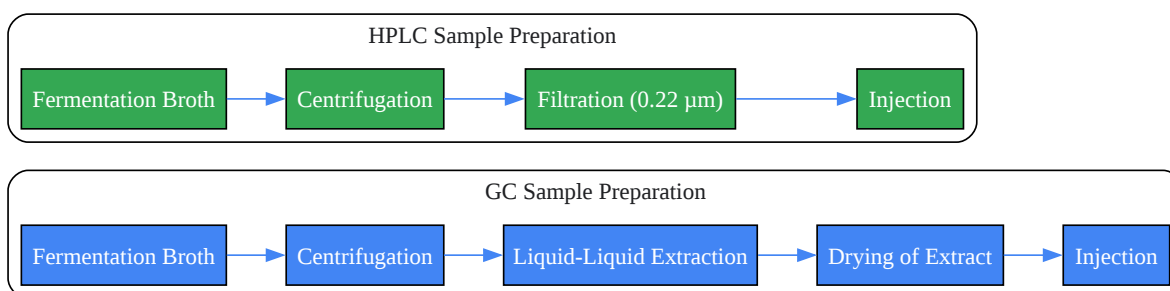 HPLC Sample Preparation
Fermentation Broth
Centrifugation
Filtration (0.22 µm)
Injection
GC Sample Preparation
Fermentation Broth
Centrifugation
Liquid-Liquid Extraction
Drying of Extract
Injection